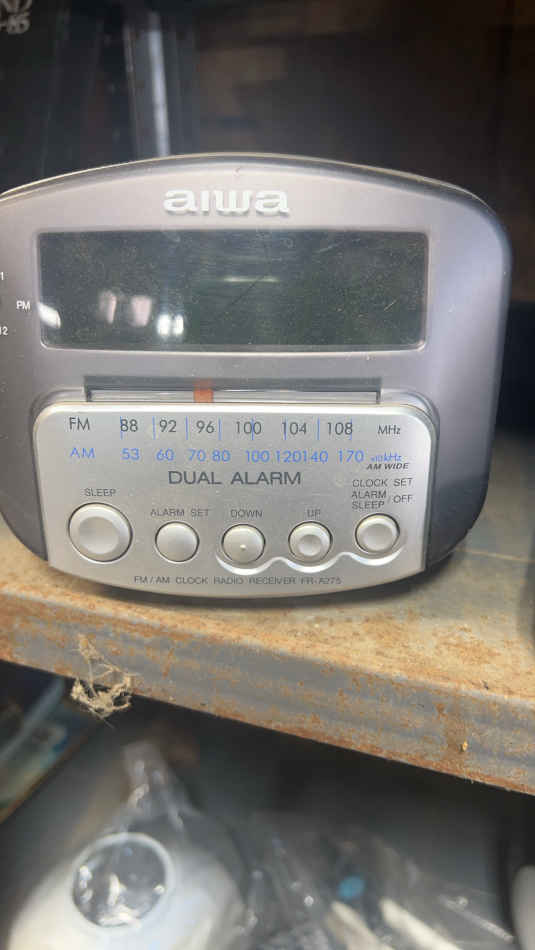 aiwa
1
PM
12
FM 88 92 96 100 104 108 MHz
AM 53 60 70 80 100 120 140 170 x10kHz
AM WIDE
DUAL ALARM
CLOCK SET
ALARM
SLEEP OFF
SLEEP
ALARM SET DOWN UP
FM / AM CLOCK RADIO RECEIVER FR-A275